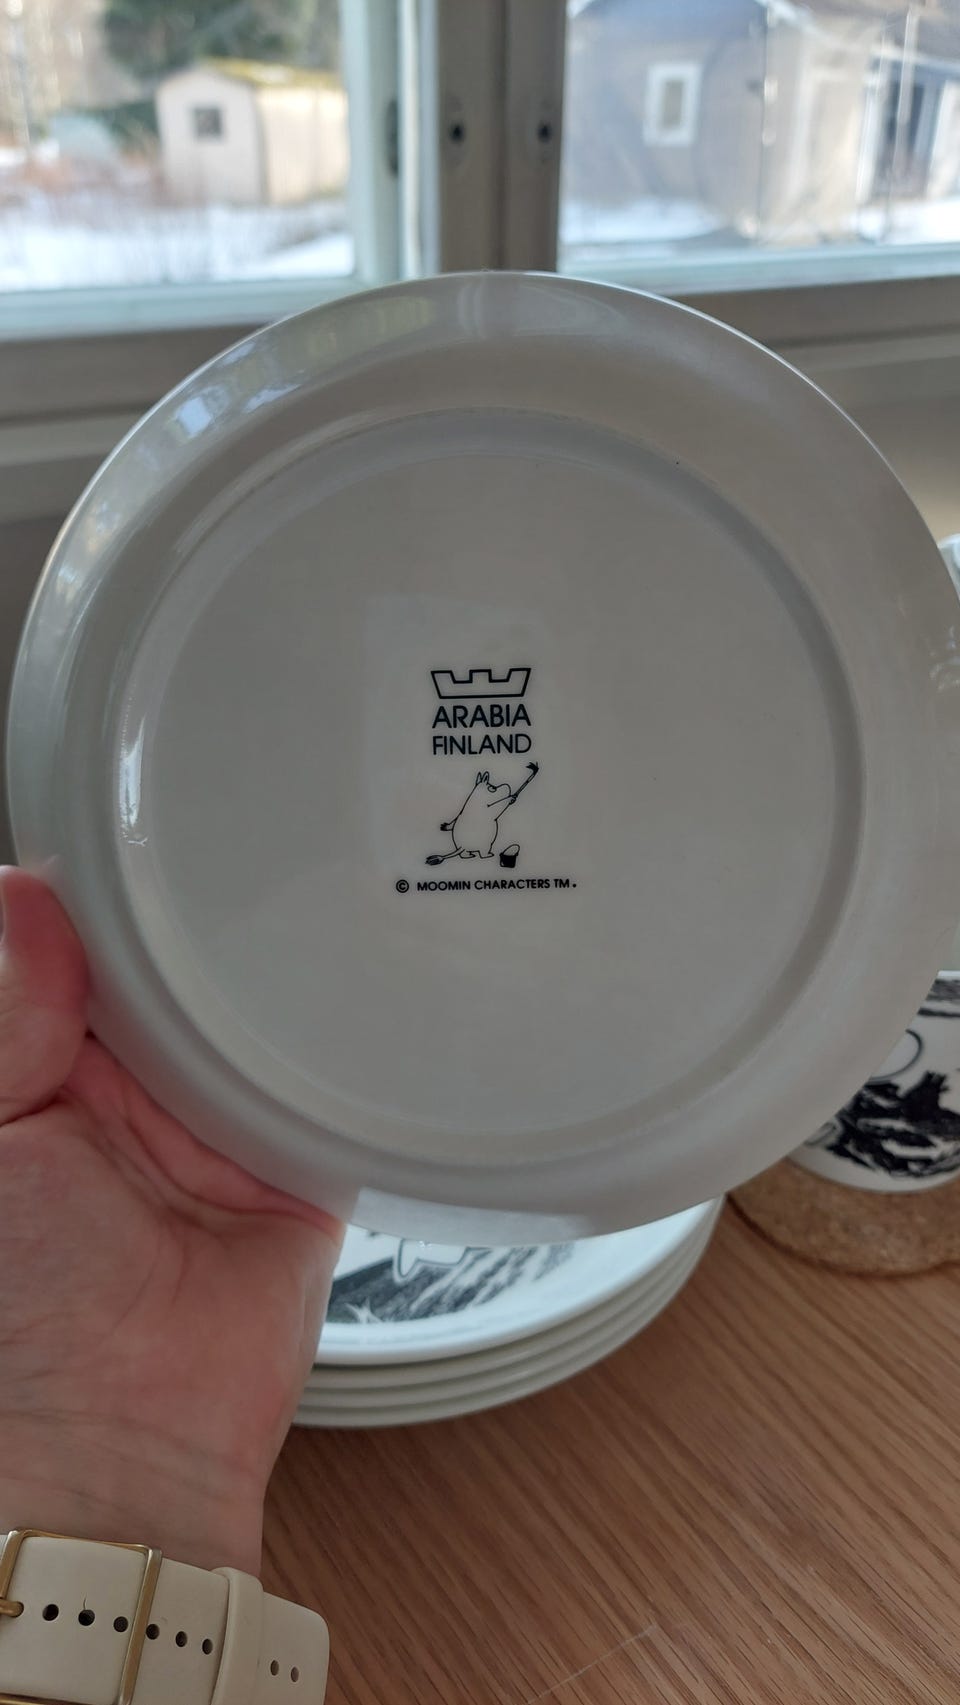 ARABIA
FINLAND
© MOOMIN CHARACTERS TM.